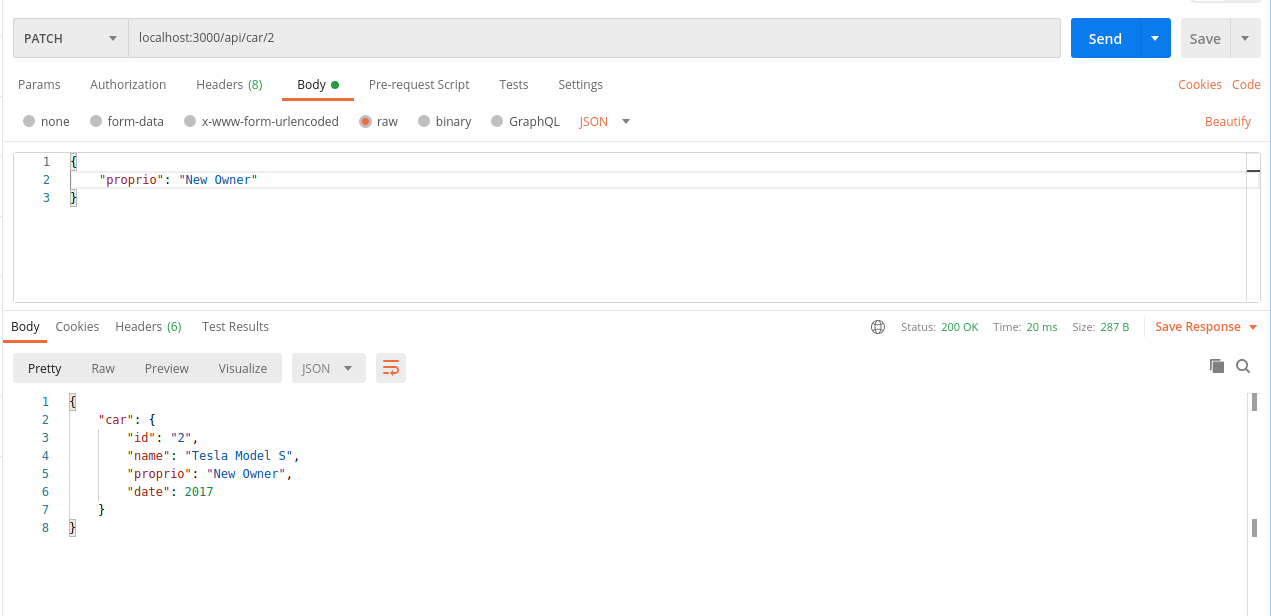 PATCH localhost:3000/api/car/2 Send Save
Params Authorization Headers (8) Body Pre-request Script Tests Settings Cookies Code
none form-data x-www-form-urlencoded raw binary GraphQL JSON Beautify
1 {
2 "proprio": "New Owner"
3 }
Body Cookies Headers (6) Test Results Status: 200 OK Time: 20 ms Size: 287 B Save Response
Pretty Raw Preview Visualize JSON
1 {
2 "car": {
3 "id": "2",
4 "name": "Tesla Model S",
5 "proprio": "New Owner",
6 "date": 2017
7 }
8 }